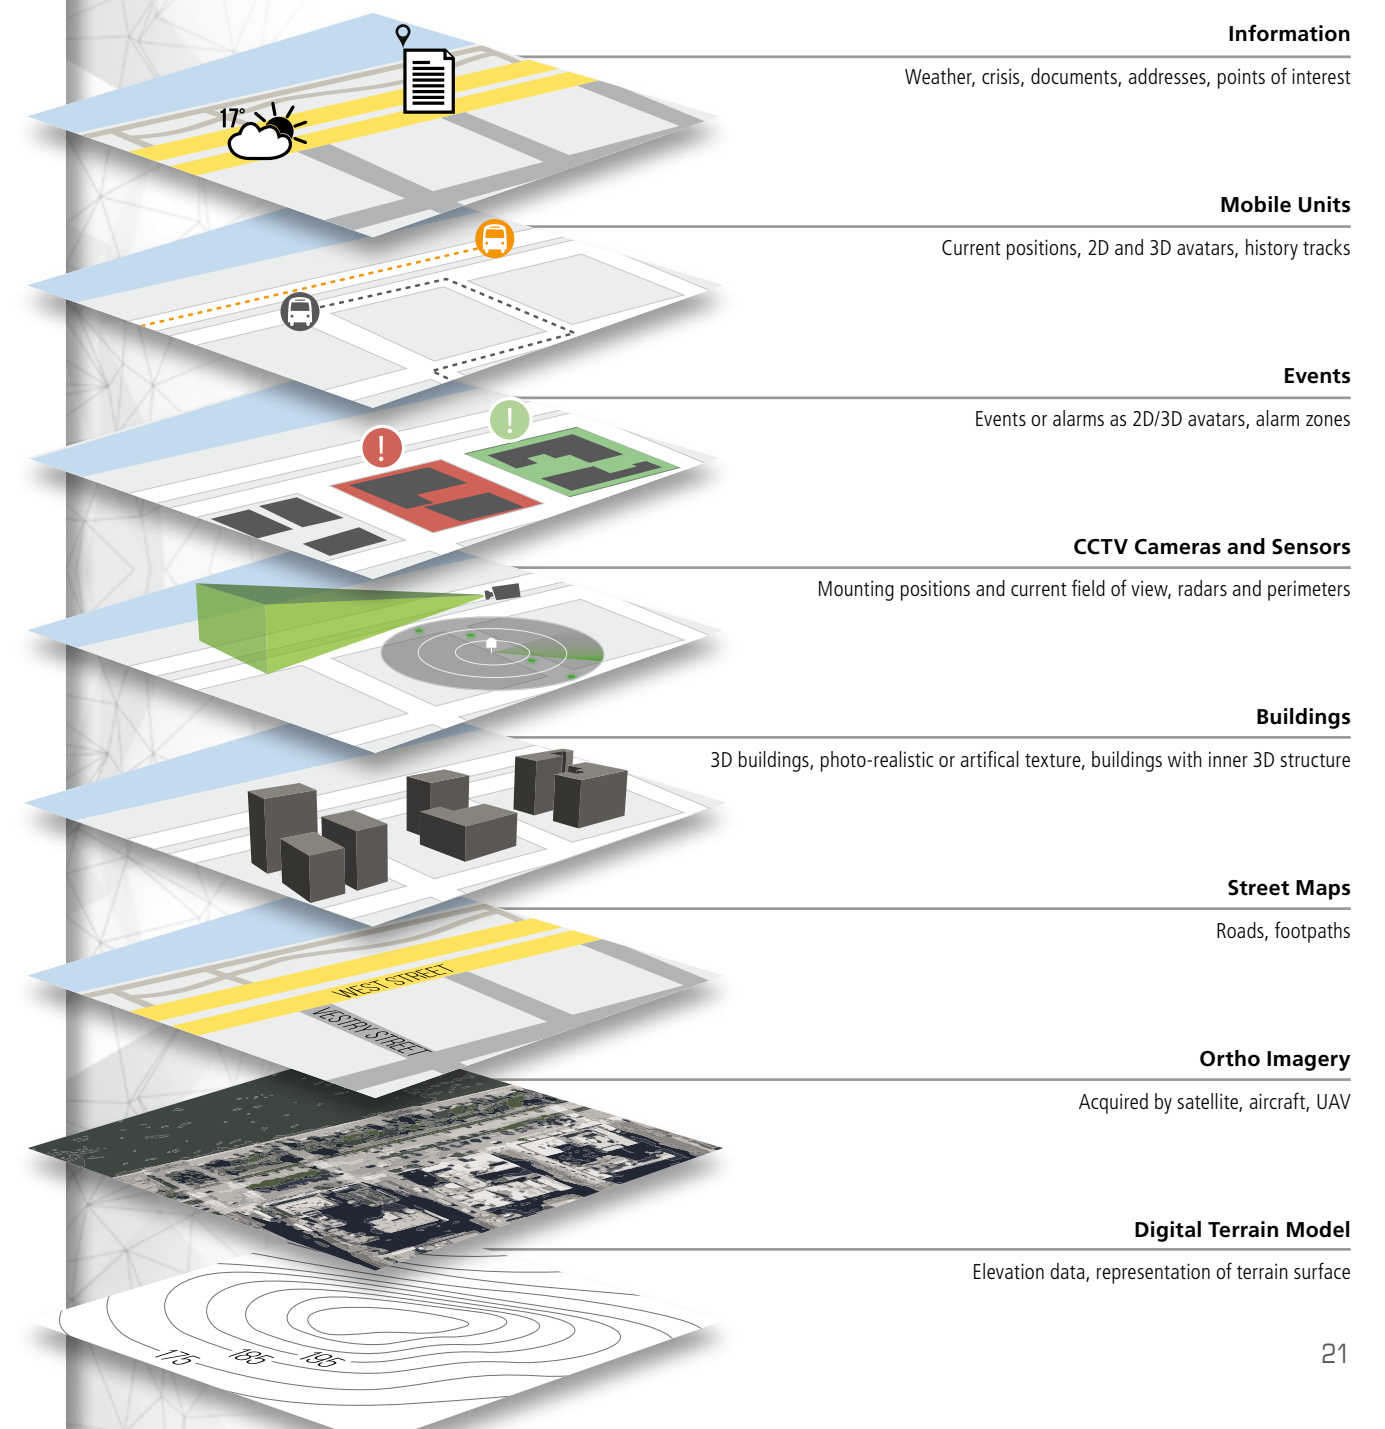 Information
Weather, crisis, documents, addresses, points of interest
17°
Mobile Units
Current positions, 2D and 3D avatars, history tracks
Events
Events or alarms as 2D/3D avatars, alarm zones
!
!
CCTV Cameras and Sensors
Mounting positions and current field of view, radars and perimeters
Buildings
3D buildings, photo-realistic or artifical texture, buildings with inner 3D structure
Street Maps
Roads, footpaths
WEST STREET
VESTRY STREET
Ortho Imagery
Acquired by satellite, aircraft, UAV
Digital Terrain Model
Elevation data, representation of terrain surface
175 185 195
21